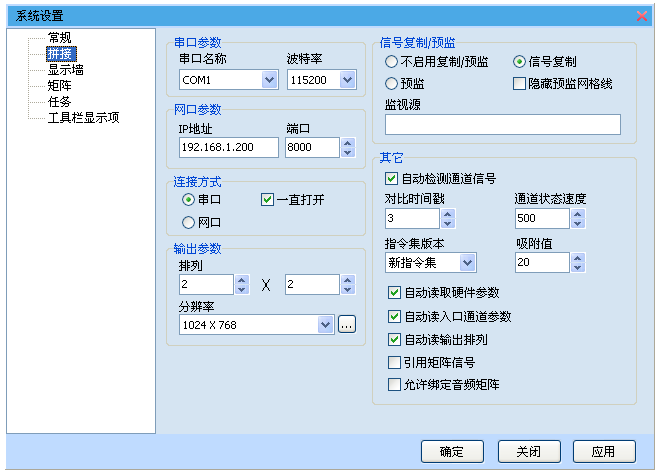 系统设置
常规
拼接
显示墙
矩阵
任务
工具栏显示项
串口参数
串口名称 波特率
COM1 115200
网口参数
IP地址 端口
192.168.1.200 8000
连接方式
串口 一直打开
网口
输出参数
排列
2 X 2
分辨率
1024 X 768 ...
信号复制/预监
不启用复制/预监 信号复制
预监 隐藏预监网格线
监视源
其它
自动检测通道信号
对比时间戳 通道状态速度
3 500
指令集版本 吸附值
新指令集 20
自动读取硬件参数
自动读入口通道参数
自动读输出排列
引用矩阵信号
允许绑定音频矩阵
确定 关闭 应用